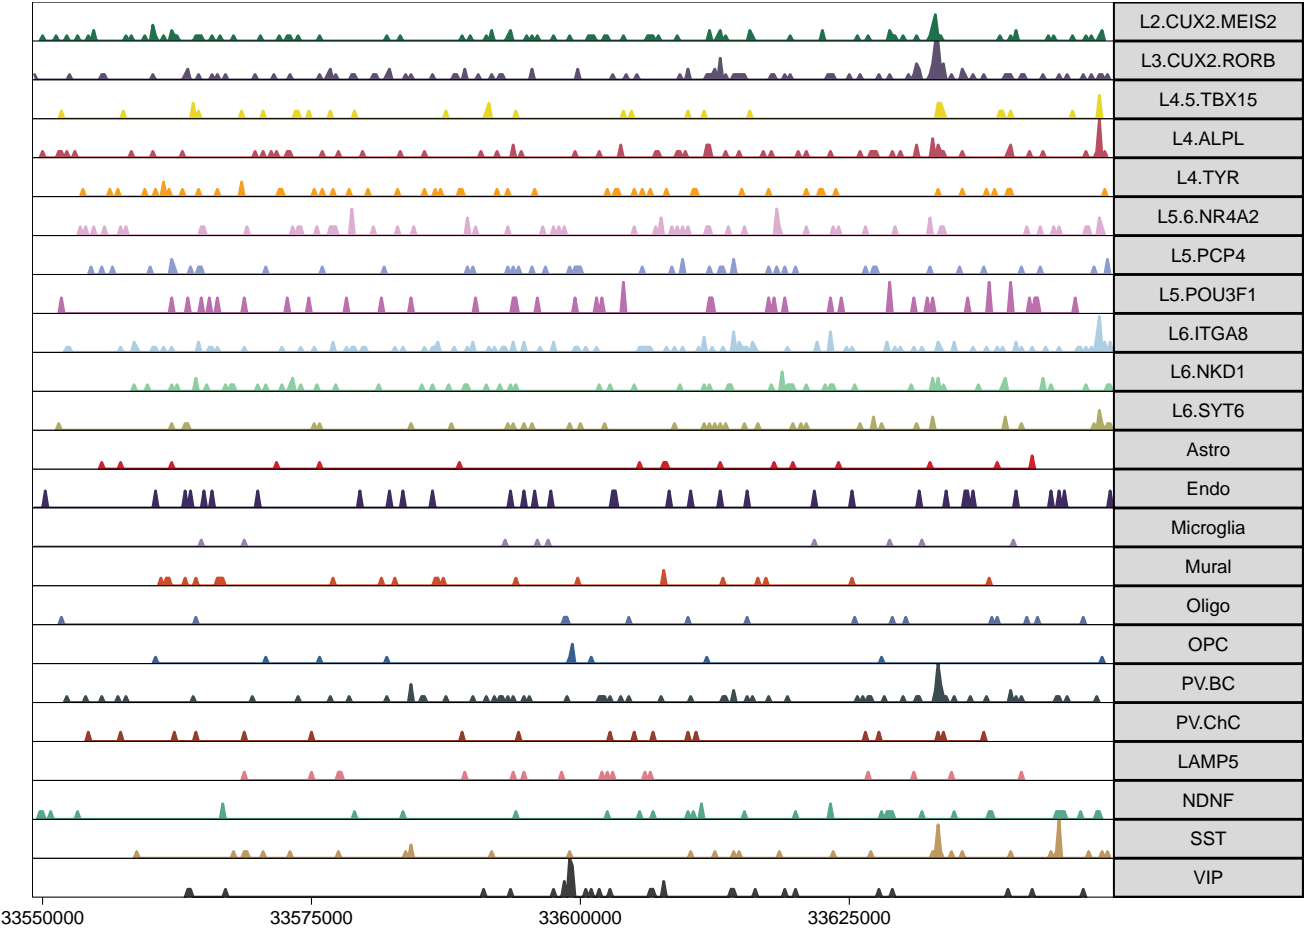 L2.CUX2.MEIS2
L3.CUX2.RORB
L4.5.TBX15
L4.ALPL
L4.TYR
L5.6.NR4A2
L5.PCP4
L5.POU3F1
L6.ITGA8
L6.NKD1
L6.SYT6
Astro
Endo
Microglia
Mural
Oligo
OPC
PV.BC
PV.ChC
LAMP5
NDNF
SST
VIP
33550000 33575000 33600000 33625000